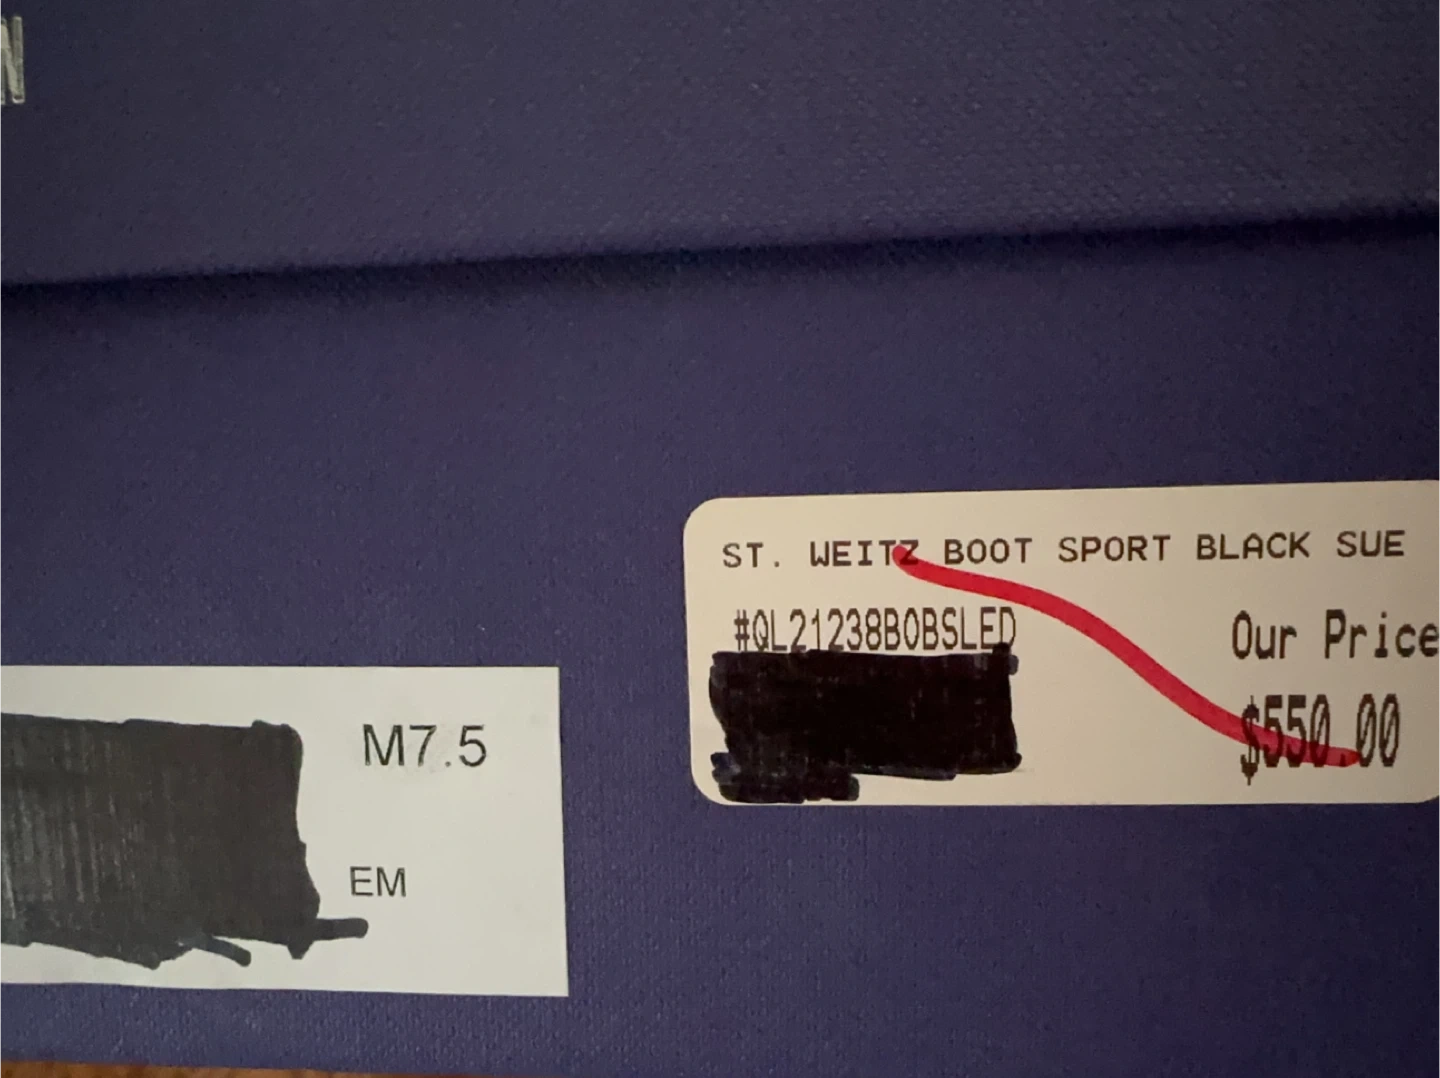 N
ST. WEITZ BOOT SPORT BLACK SUE
#QL21238BOBSLED
Our Price
$550.00
M7.5
EM